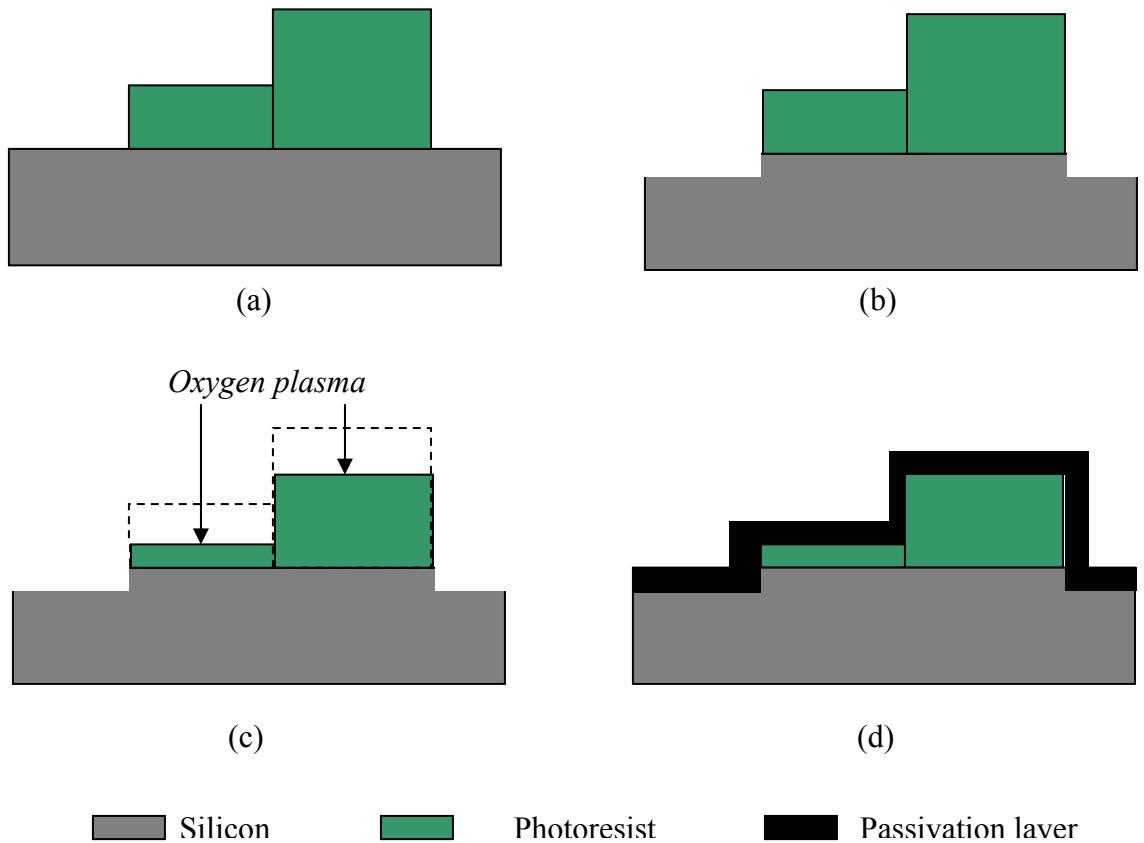 (a)
(b)
Oxygen plasma
(c)
(d)
Silicon
Photoresist
Passivation layer